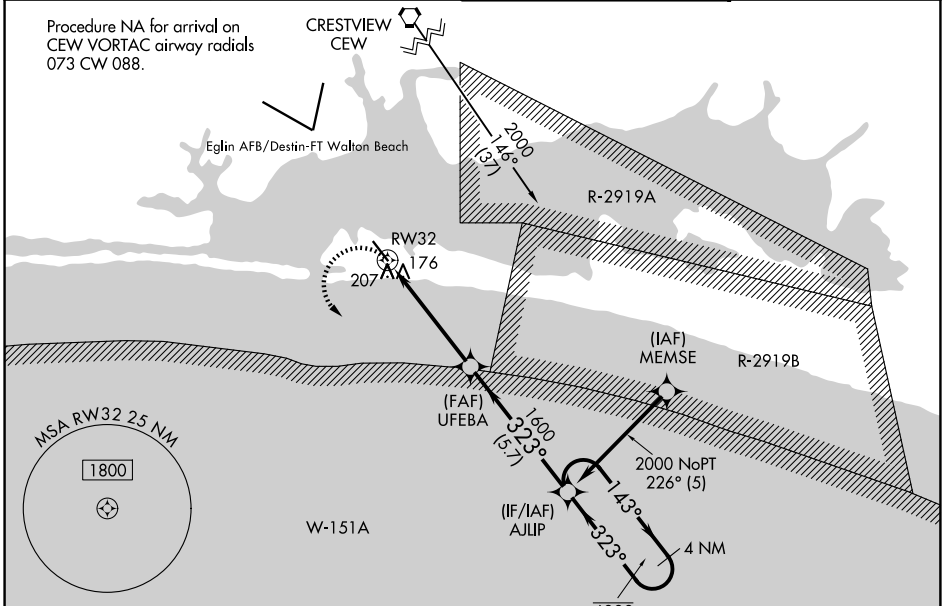 Procedure NA for arrival on
CEW VORTAC airway radials
073 CW 088.
CRESTVIEW
CEW
Eglin AFB/Destin-FT Walton Beach
2000
146°
(37)
R-2919A
RW32
176
207
(IAF)
MEMSE
R-2919B
(FAF)
UFEBA
1600
323°
(5.7)
MSA RW32 25 NM
1800
2000 NoPT
226° (5)
(IF/IAF)
AJLIP
143°
W-151A
323°
4 NM